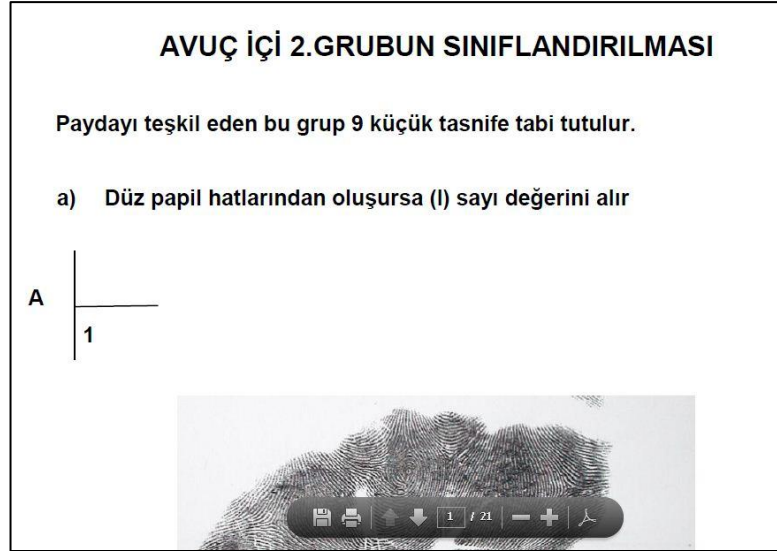 AVUÇ İÇİ 2.GRUBUN SINIFLANDIRILMASI
Paydayı teşkil eden bu grup 9 küçük tasnife tabi tutulur.
a) Düz papil hatlarından oluşursa (I) sayı değerini alır
A
1
1 / 21